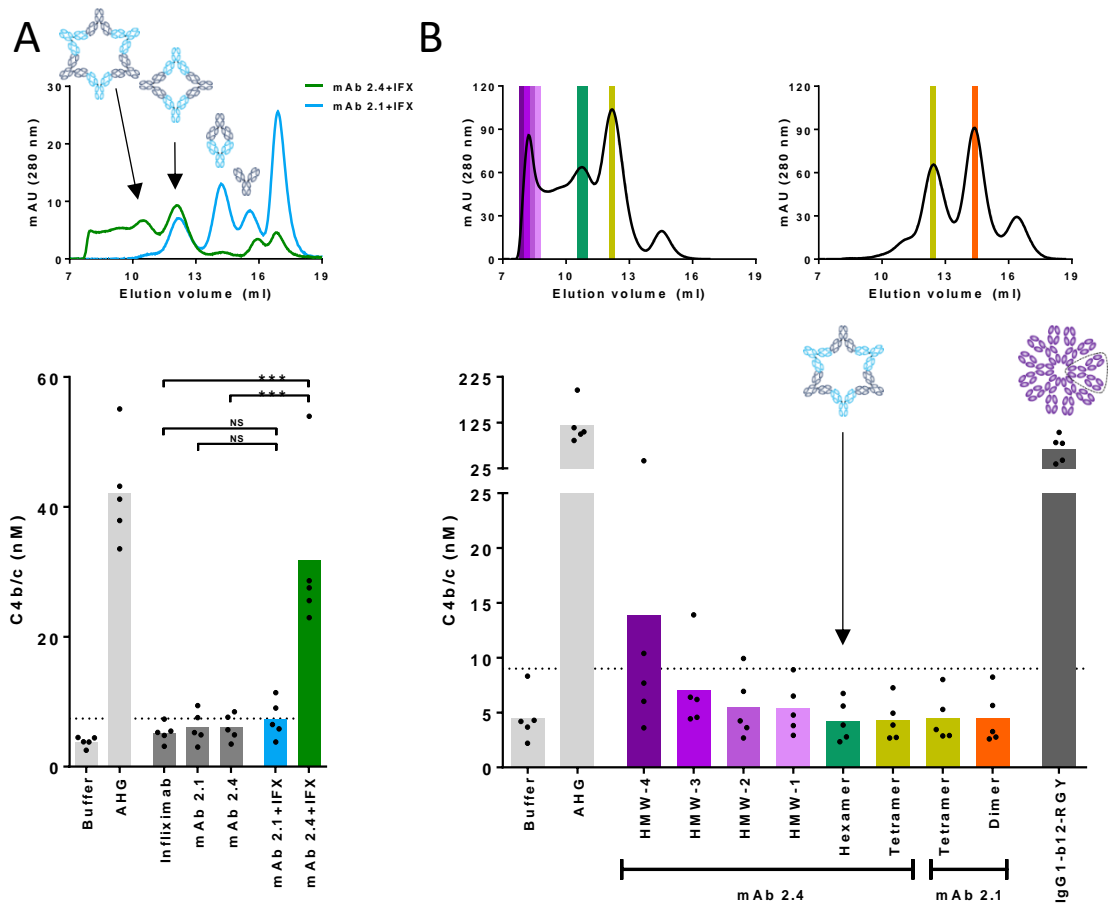 A
mAb 2.4+IFX
mAb 2.1+IFX
mAU (280 nm)
30
20
10
0
7 10 13 16 19
Elution volume (ml)
B
mAU (280 nm)
120
90
60
30
0
7 10 13 16 19
Elution volume (ml)
mAU (280 nm)
120
90
60
30
0
7 10 13 16 19
Elution volume (ml)
C4b/c (nM)
60
40
20
0
***
***
NS
NS
Buffer
AHG
Infliximab
mAb 2.1
mAb 2.4
mAb 2.1+IFX
mAb 2.4+IFX
C4b/c (nM)
225
125
25
25
20
15
10
5
0
Buffer
AHG
HMW-4
HMW-3
HMW-2
HMW-1
Hexamer
Tetramer
Tetramer
Dimer
IgG1-b12-RGY
mAb 2.4
mAb 2.1